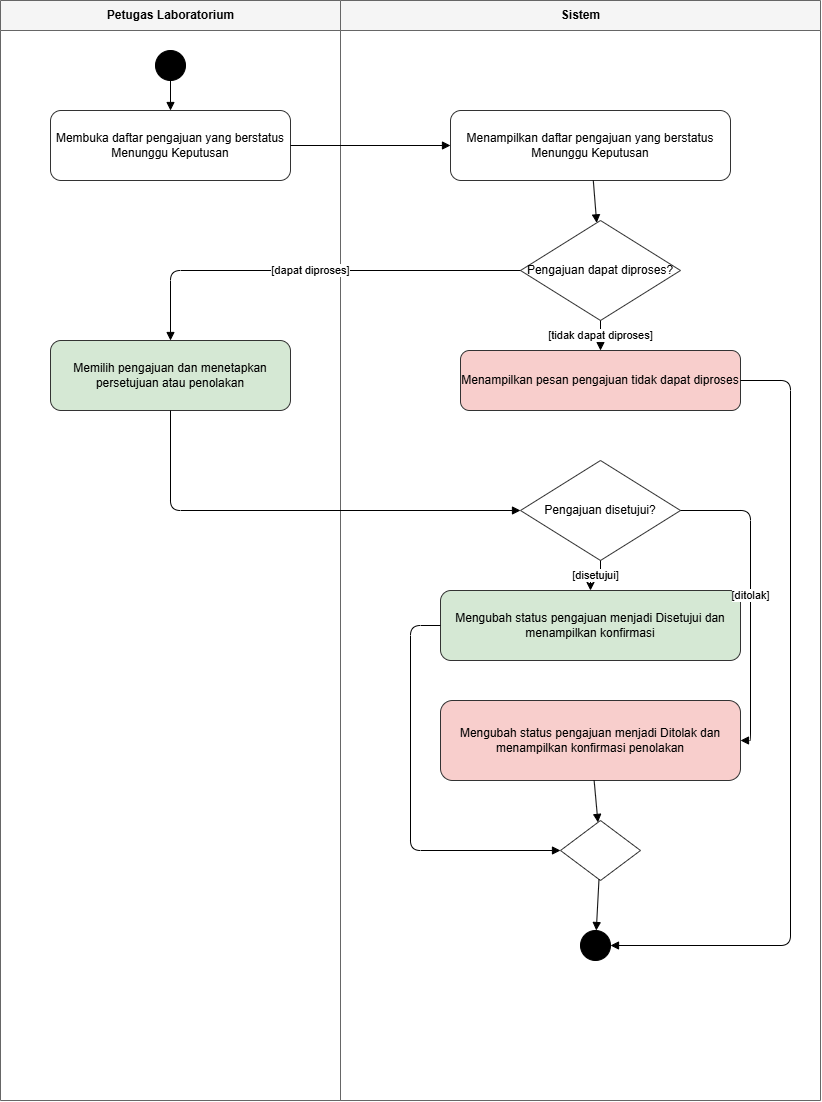 Petugas Laboratorium
Sistem
Membuka daftar pengajuan yang berstatus
Menunggu Keputusan
Menampilkan daftar pengajuan yang berstatus
Menunggu Keputusan
Pengajuan dapat diproses?
[dapat diproses]
[tidak dapat diproses]
Memilih pengajuan dan menetapkan
persetujuan atau penolakan
Menampilkan pesan pengajuan tidak dapat diproses
Pengajuan disetujui?
[disetujui]
[ditolak]
Mengubah status pengajuan menjadi Disetujui dan
menampilkan konfirmasi
Mengubah status pengajuan menjadi Ditolak dan
menampilkan konfirmasi penolakan